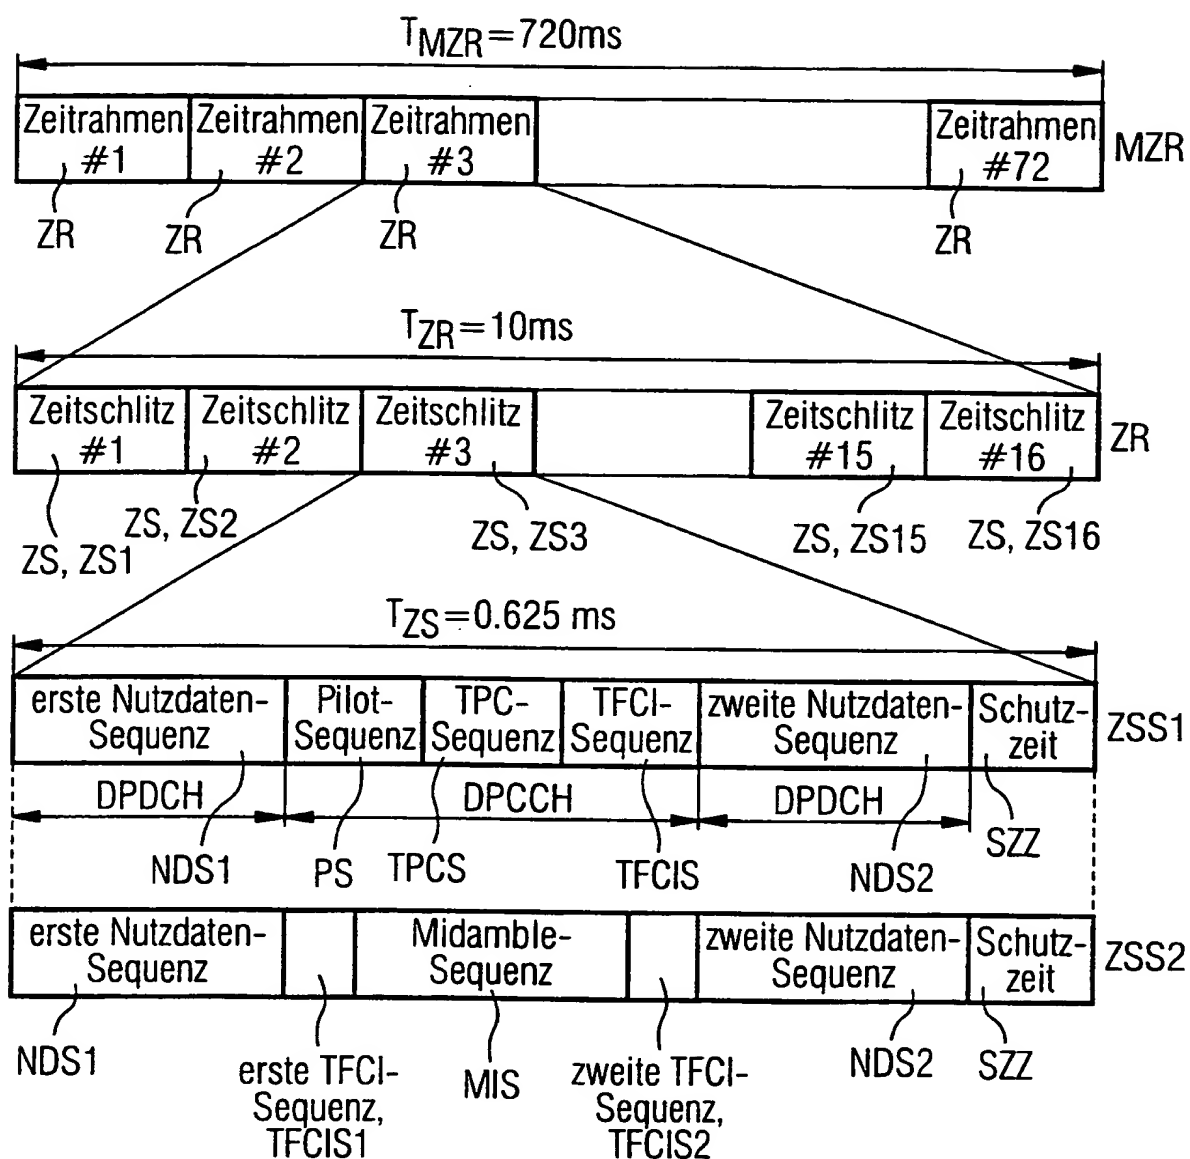 TMZR=720ms
Zeitrahmen #1
Zeitrahmen #2
Zeitrahmen #3
Zeitrahmen #72
MZR
ZR
ZR
ZR
ZR
TZR=10ms
Zeitschlitz #1
Zeitschlitz #2
Zeitschlitz #3
Zeitschlitz #15
Zeitschlitz #16
ZR
ZS, ZS1
ZS, ZS2
ZS, ZS3
ZS, ZS15
ZS, ZS16
TZS=0.625 ms
erste Nutzdaten-
Sequenz
Pilot-
Sequenz
TPC-
Sequenz
TFCI-
Sequenz
zweite Nutzdaten-
Sequenz
Schutz-
zeit
ZSS1
DPDCH
DPCCH
DPDCH
NDS1
PS
TPCS
TFCIS
NDS2
SZZ
erste Nutzdaten-
Sequenz
Midamble-
Sequenz
zweite Nutzdaten-
Sequenz
Schutz-
zeit
ZSS2
NDS1
erste TFCI-
Sequenz,
TFCIS1
MIS
zweite TFCI-
Sequenz,
TFCIS2
NDS2
SZZ